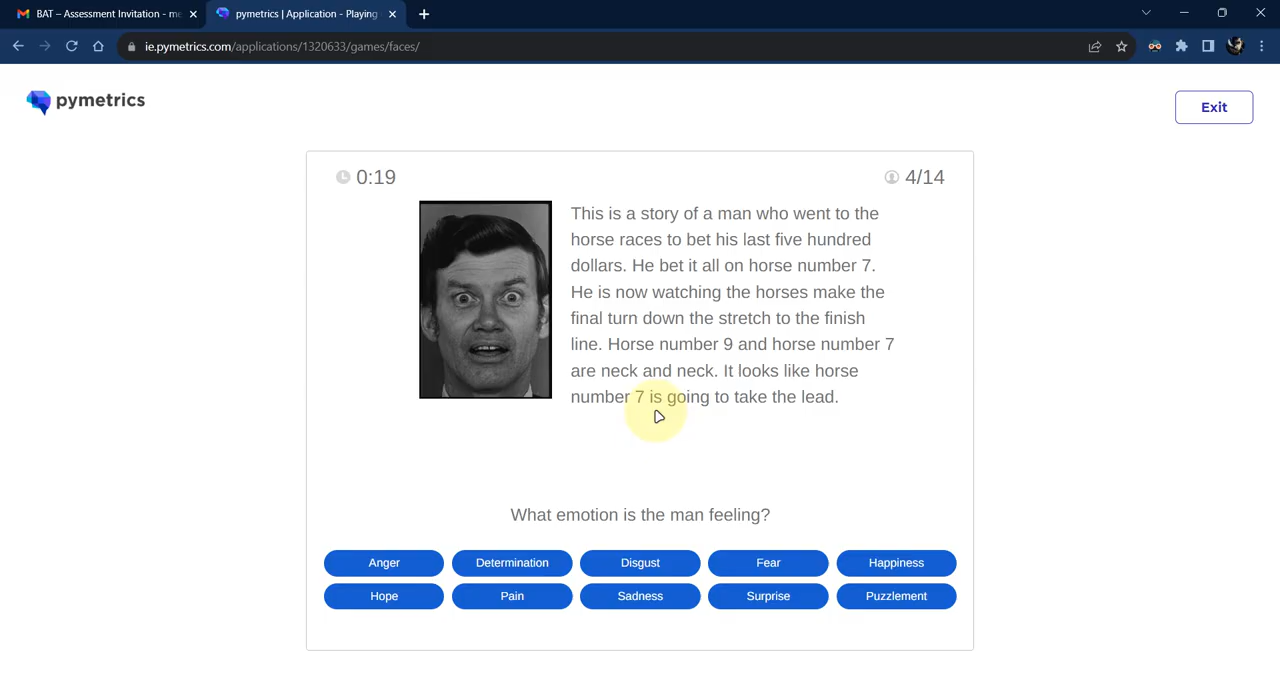 BAT – Assessment Invitation - me
pymetrics | Application - Playing
ie.pymetrics.com/applications/1320633/games/faces/
pymetrics
Exit
0:19
4/14
This is a story of a man who went to the
horse races to bet his last five hundred
dollars. He bet it all on horse number 7.
He is now watching the horses make the
final turn down the stretch to the finish
line. Horse number 9 and horse number 7
are neck and neck. It looks like horse
number 7 is going to take the lead.
What emotion is the man feeling?
Anger Determination Disgust Fear Happiness
Hope Pain Sadness Surprise Puzzlement